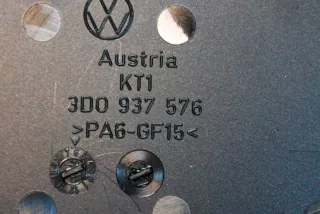 Austria
KT1
3D0 937 576
>PA6-GF15<